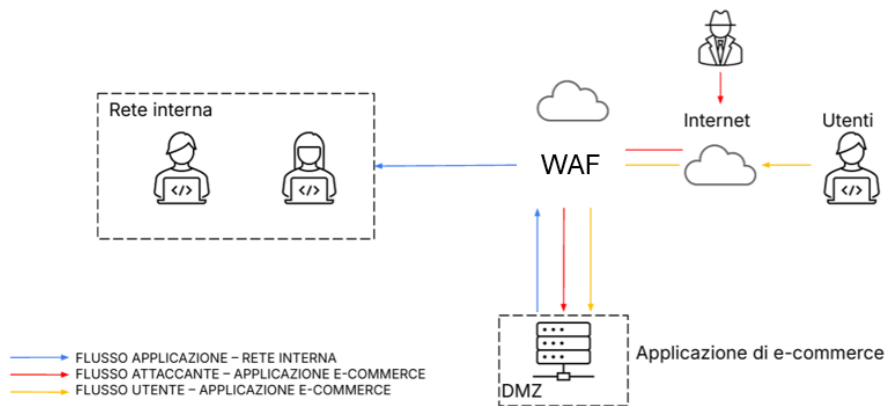 Rete interna
Internet
Utenti
</>
</>
WAF
</>
Applicazione di e-commerce
DMZ
FLUSSO APPLICAZIONE – RETE INTERNA
FLUSSO ATTACCANTE – APPLICAZIONE E-COMMERCE
FLUSSO UTENTE – APPLICAZIONE E-COMMERCE